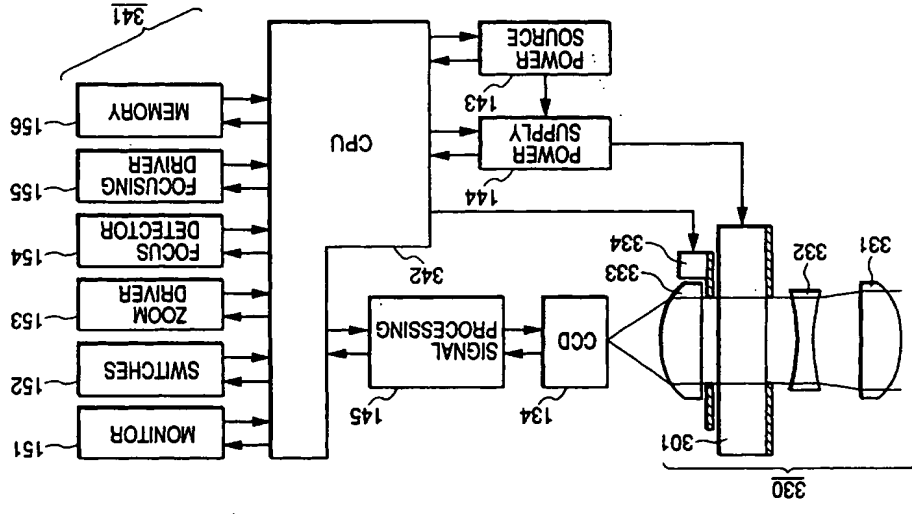 330
301
134
145
151
MONITOR
152
SWITCHES
CCD
SIGNAL
PROCESSING
153
ZOOM
DRIVER
331
332
333
334
342
154
FOCUS
DETECTOR
144
POWER
SUPPLY
CPU
155
FOCUSING
DRIVER
143
POWER
SOURCE
156
MEMORY
341